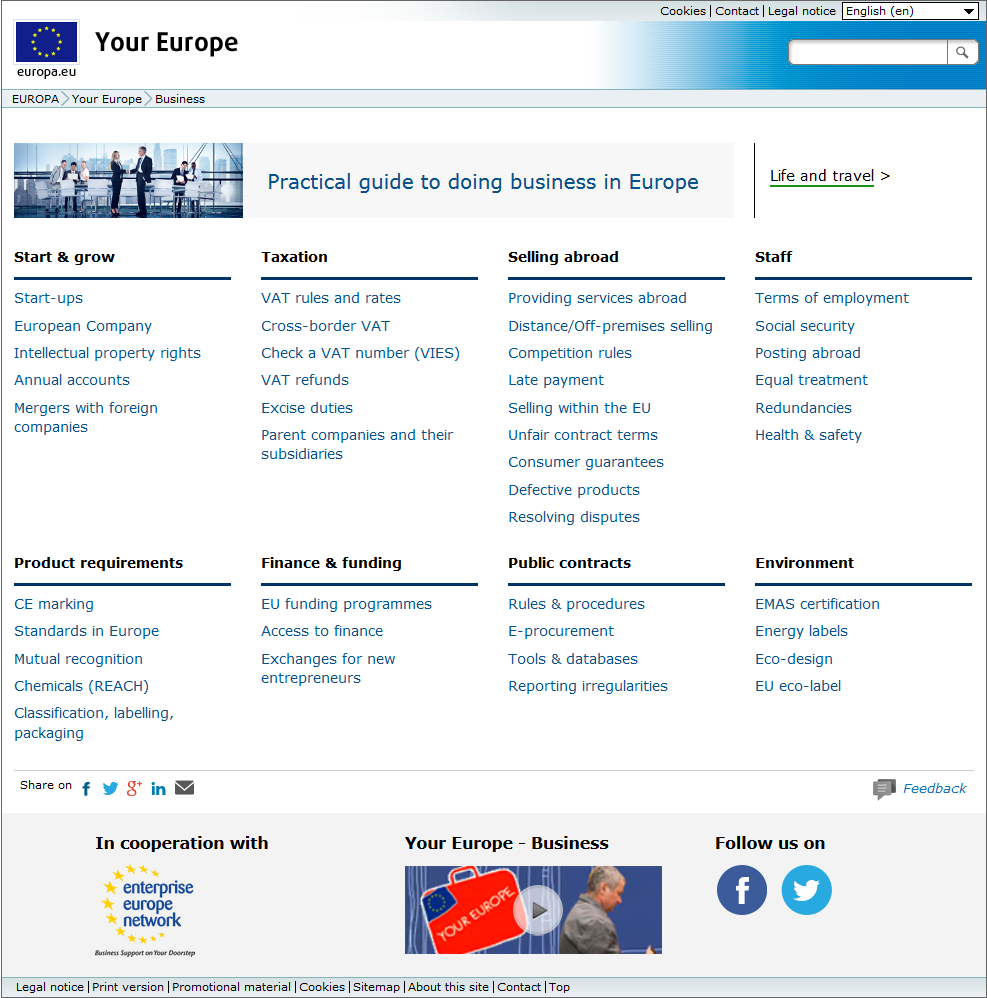 Cookies | Contact | Legal notice English (en)
europa.eu
Your Europe
EUROPA Your Europe Business
Practical guide to doing business in Europe
Life and travel >
Start & grow
Start-ups
European Company
Intellectual property rights
Annual accounts
Mergers with foreign
companies
Taxation
VAT rules and rates
Cross-border VAT
Check a VAT number (VIES)
VAT refunds
Excise duties
Parent companies and their
subsidiaries
Selling abroad
Providing services abroad
Distance/Off-premises selling
Competition rules
Late payment
Selling within the EU
Unfair contract terms
Consumer guarantees
Defective products
Resolving disputes
Staff
Terms of employment
Social security
Posting abroad
Equal treatment
Redundancies
Health & safety
Product requirements
CE marking
Standards in Europe
Mutual recognition
Chemicals (REACH)
Classification, labelling,
packaging
Finance & funding
EU funding programmes
Access to finance
Exchanges for new
entrepreneurs
Public contracts
Rules & procedures
E-procurement
Tools & databases
Reporting irregularities
Environment
EMAS certification
Energy labels
Eco-design
EU eco-label
Share on f g+ in
Feedback
In cooperation with
enterprise
europe
network
Business Support on Your Doorstep
Your Europe - Business
YOUR EUROPE
Follow us on
f
Legal notice | Print version | Promotional material | Cookies | Sitemap | About this site | Contact | Top